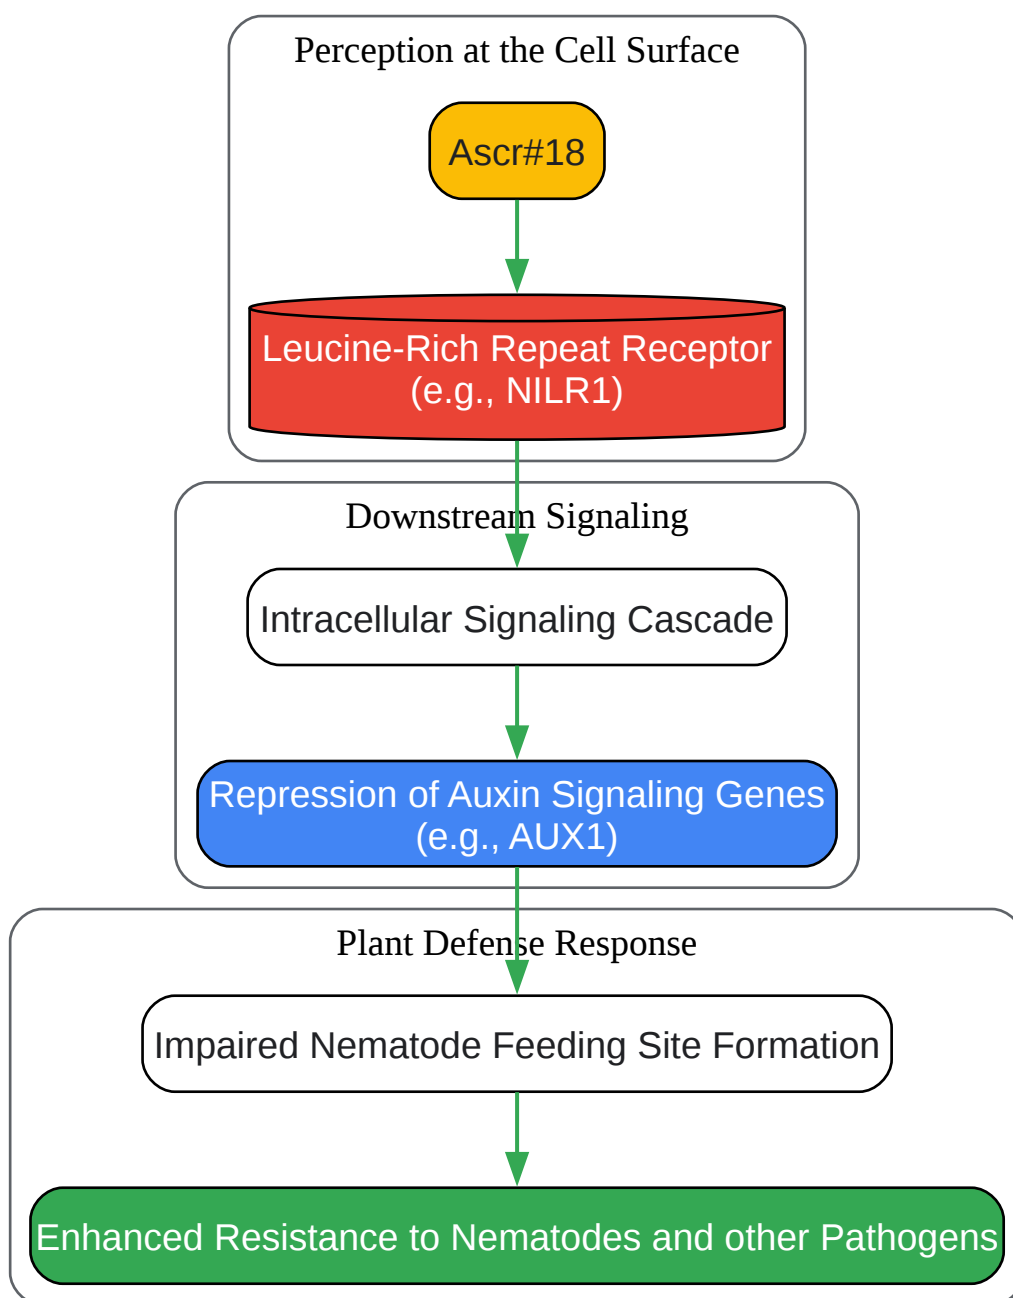 Perception at the Cell Surface
Ascr#18
Leucine-Rich Repeat Receptor
(e.g., NILR1)
Downstream Signaling
Intracellular Signaling Cascade
Repression of Auxin Signaling Genes
(e.g., AUX1)
Plant Defense Response
Impaired Nematode Feeding Site Formation
Enhanced Resistance to Nematodes and other Pathogens